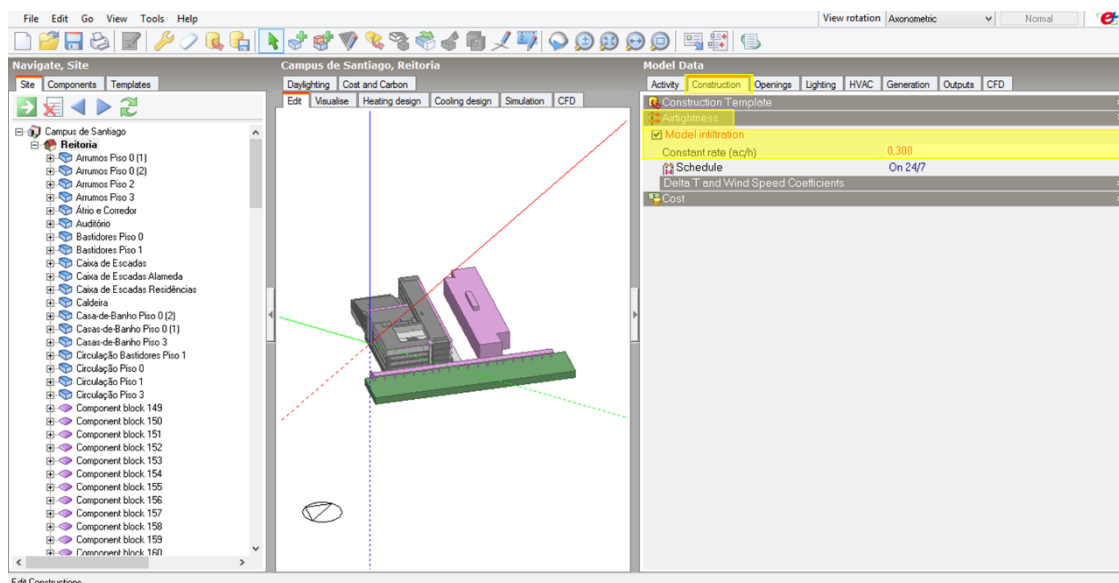 File Edit Go View Tools Help
View rotation Axonometric Normal
Navigate, Site
Site Components Templates
Campus de Santiago
Reitoria
Arrumos Piso 0 (1)
Arrumos Piso 0 (2)
Arrumos Piso 2
Arrumos Piso 3
Átrio e Corredor
Auditório
Bastidores Piso 0
Bastidores Piso 1
Caixa de Escadas
Caixa de Escadas Alameda
Caixa de Escadas Residências
Caldeira
Casa-de-Banho Piso 0 (2)
Casas-de-Banho Piso 0 (1)
Casas-de-Banho Piso 3
Circulação Bastidores Piso 1
Circulação Piso 0
Circulação Piso 1
Circulação Piso 3
Component block 149
Component block 150
Component block 151
Component block 152
Component block 153
Component block 154
Component block 155
Component block 156
Component block 157
Component block 158
Component block 159
Component block 160
Campus de Santiago, Reitoria
Daylighting Cost and Carbon
Edit Visualise Heating design Cooling design Simulation CFD
Model Data
Activity Construction Openings Lighting HVAC Generation Outputs CFD
Construction Template
Airtightness
Model infiltration
Constant rate (ac/h) 0,300
Schedule On 24/7
Delta T and Wind Speed Coefficients
Cost
Edit Constructions